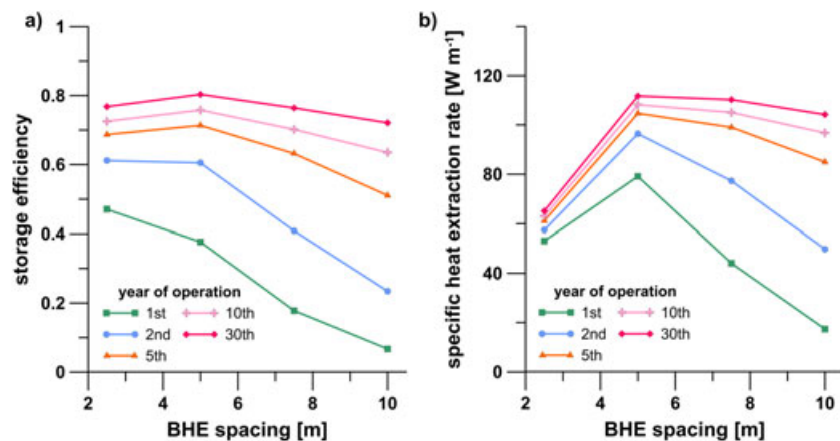 a)
1
0.8
0.6
0.4
0.2
0
storage efficiency
year of operation
1st
10th
2nd
30th
5th
2
4
6
8
10
BHE spacing [m]
b)
120
80
40
0
specific heat extraction rate [W m⁻¹]
year of operation
1st
10th
2nd
30th
5th
2
4
6
8
10
BHE spacing [m]